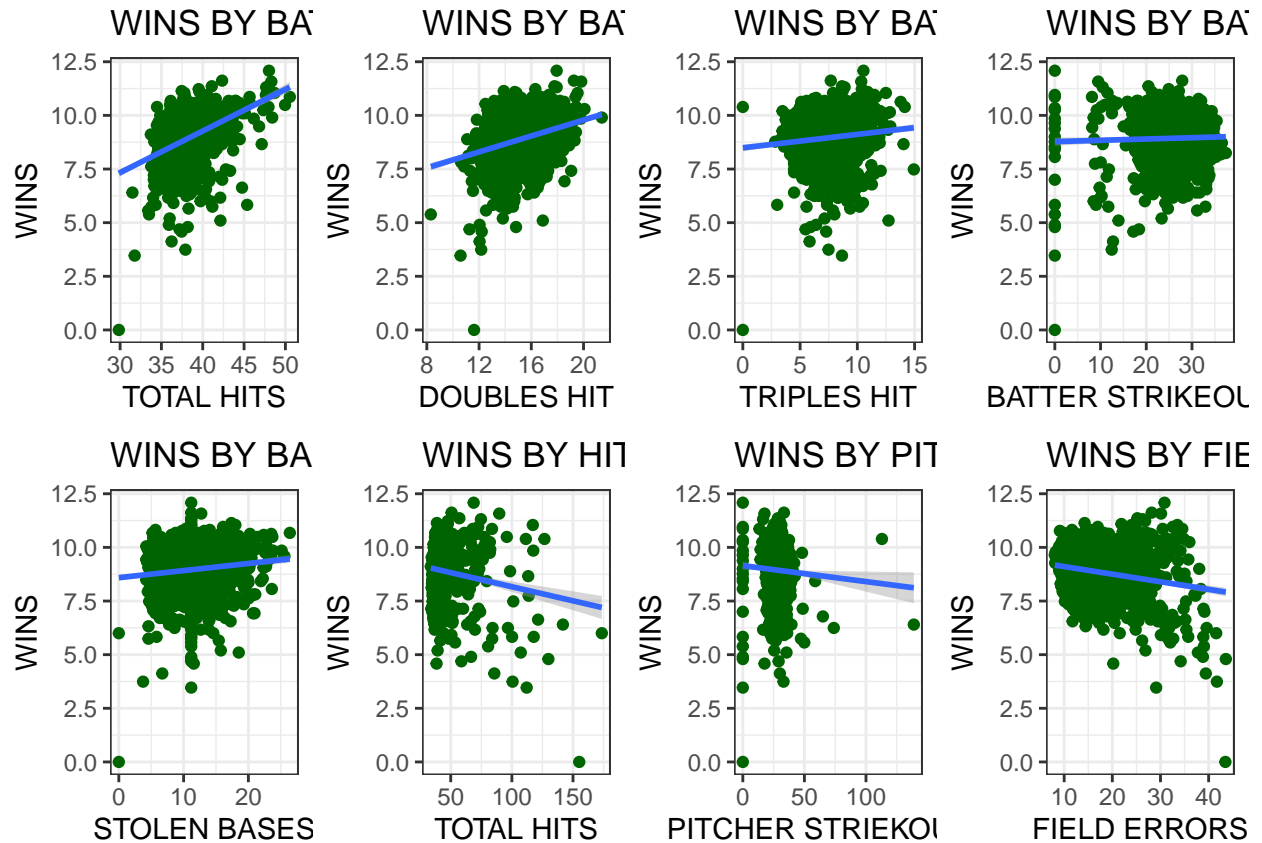 WINS BY BAT
WINS
12.5
10.0
7.5
5.0
2.5
0.0
30 35 40 45 50
TOTAL HITS
WINS BY BAT
WINS
12.5
10.0
7.5
5.0
2.5
0.0
8 12 16 20
DOUBLES HIT
WINS BY BAT
WINS
12.5
10.0
7.5
5.0
2.5
0.0
0 5 10 15
TRIPLES HIT
WINS BY BAT
WINS
12.5
10.0
7.5
5.0
2.5
0.0
0 10 20 30
BATTER STRIKEOU
WINS BY BA
WINS
12.5
10.0
7.5
5.0
2.5
0.0
0 10 20
STOLEN BASES
WINS BY HIT
WINS
12.5
10.0
7.5
5.0
2.5
0.0
50 100 150
TOTAL HITS
WINS BY PIT
WINS
12.5
10.0
7.5
5.0
2.5
0.0
0 50 100
PITCHER STRIEKOU
WINS BY FIE
WINS
12.5
10.0
7.5
5.0
2.5
0.0
10 20 30 40
FIELD ERRORS